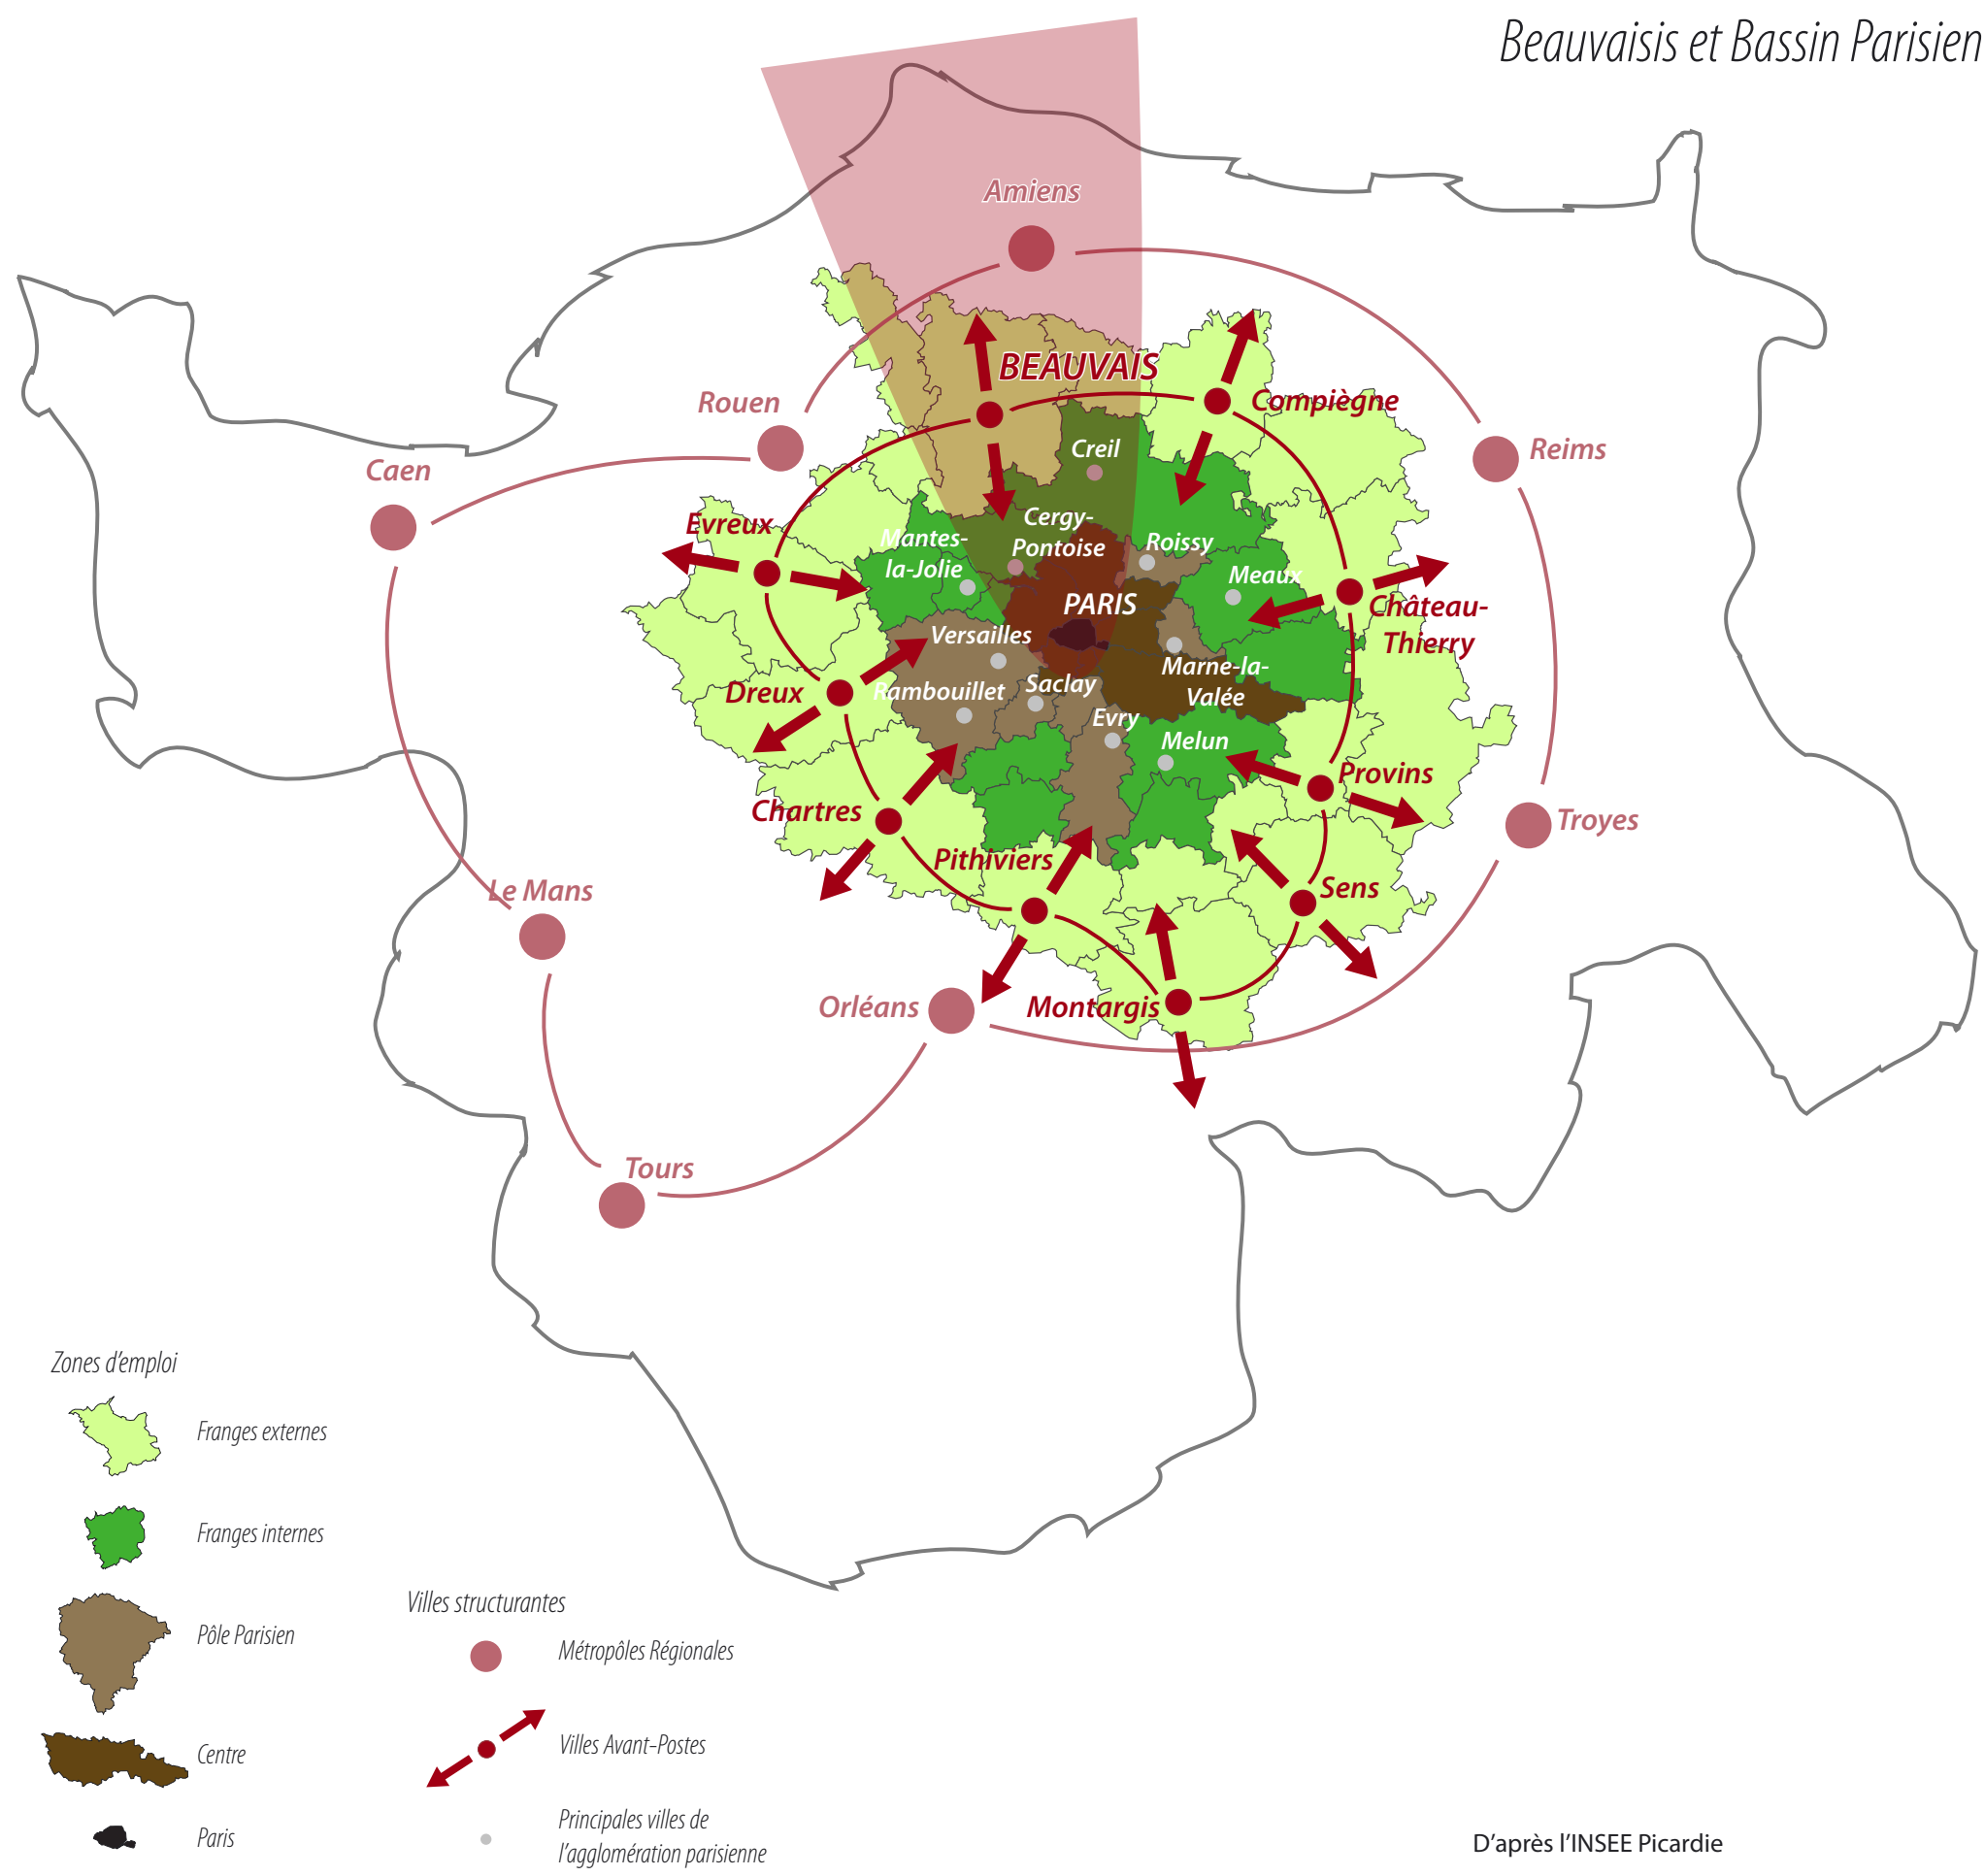 Beauvaisis et Bassin Parisien
Amiens
BEAUVAIS
Rouen
Compiègne
Reims
Caen
Creil
Evreux
Cergy-
Pontoise
Mantes-
la-Jolie
Roissy
Meaux
PARIS
Château-
Thierry
Versailles
Marne-la-
Valée
Dreux
Rambouillet
Saclay
Evry
Melun
Provins
Chartres
Troyes
Pithiviers
Le Mans
Sens
Orléans
Montargis
Tours
Zones d'emploi
Franges externes
Franges internes
Pôle Parisien
Centre
Paris
Villes structurantes
Métropôles Régionales
Villes Avant-Postes
Principales villes de
l'agglomération parisienne
D'après l'INSEE Picardie